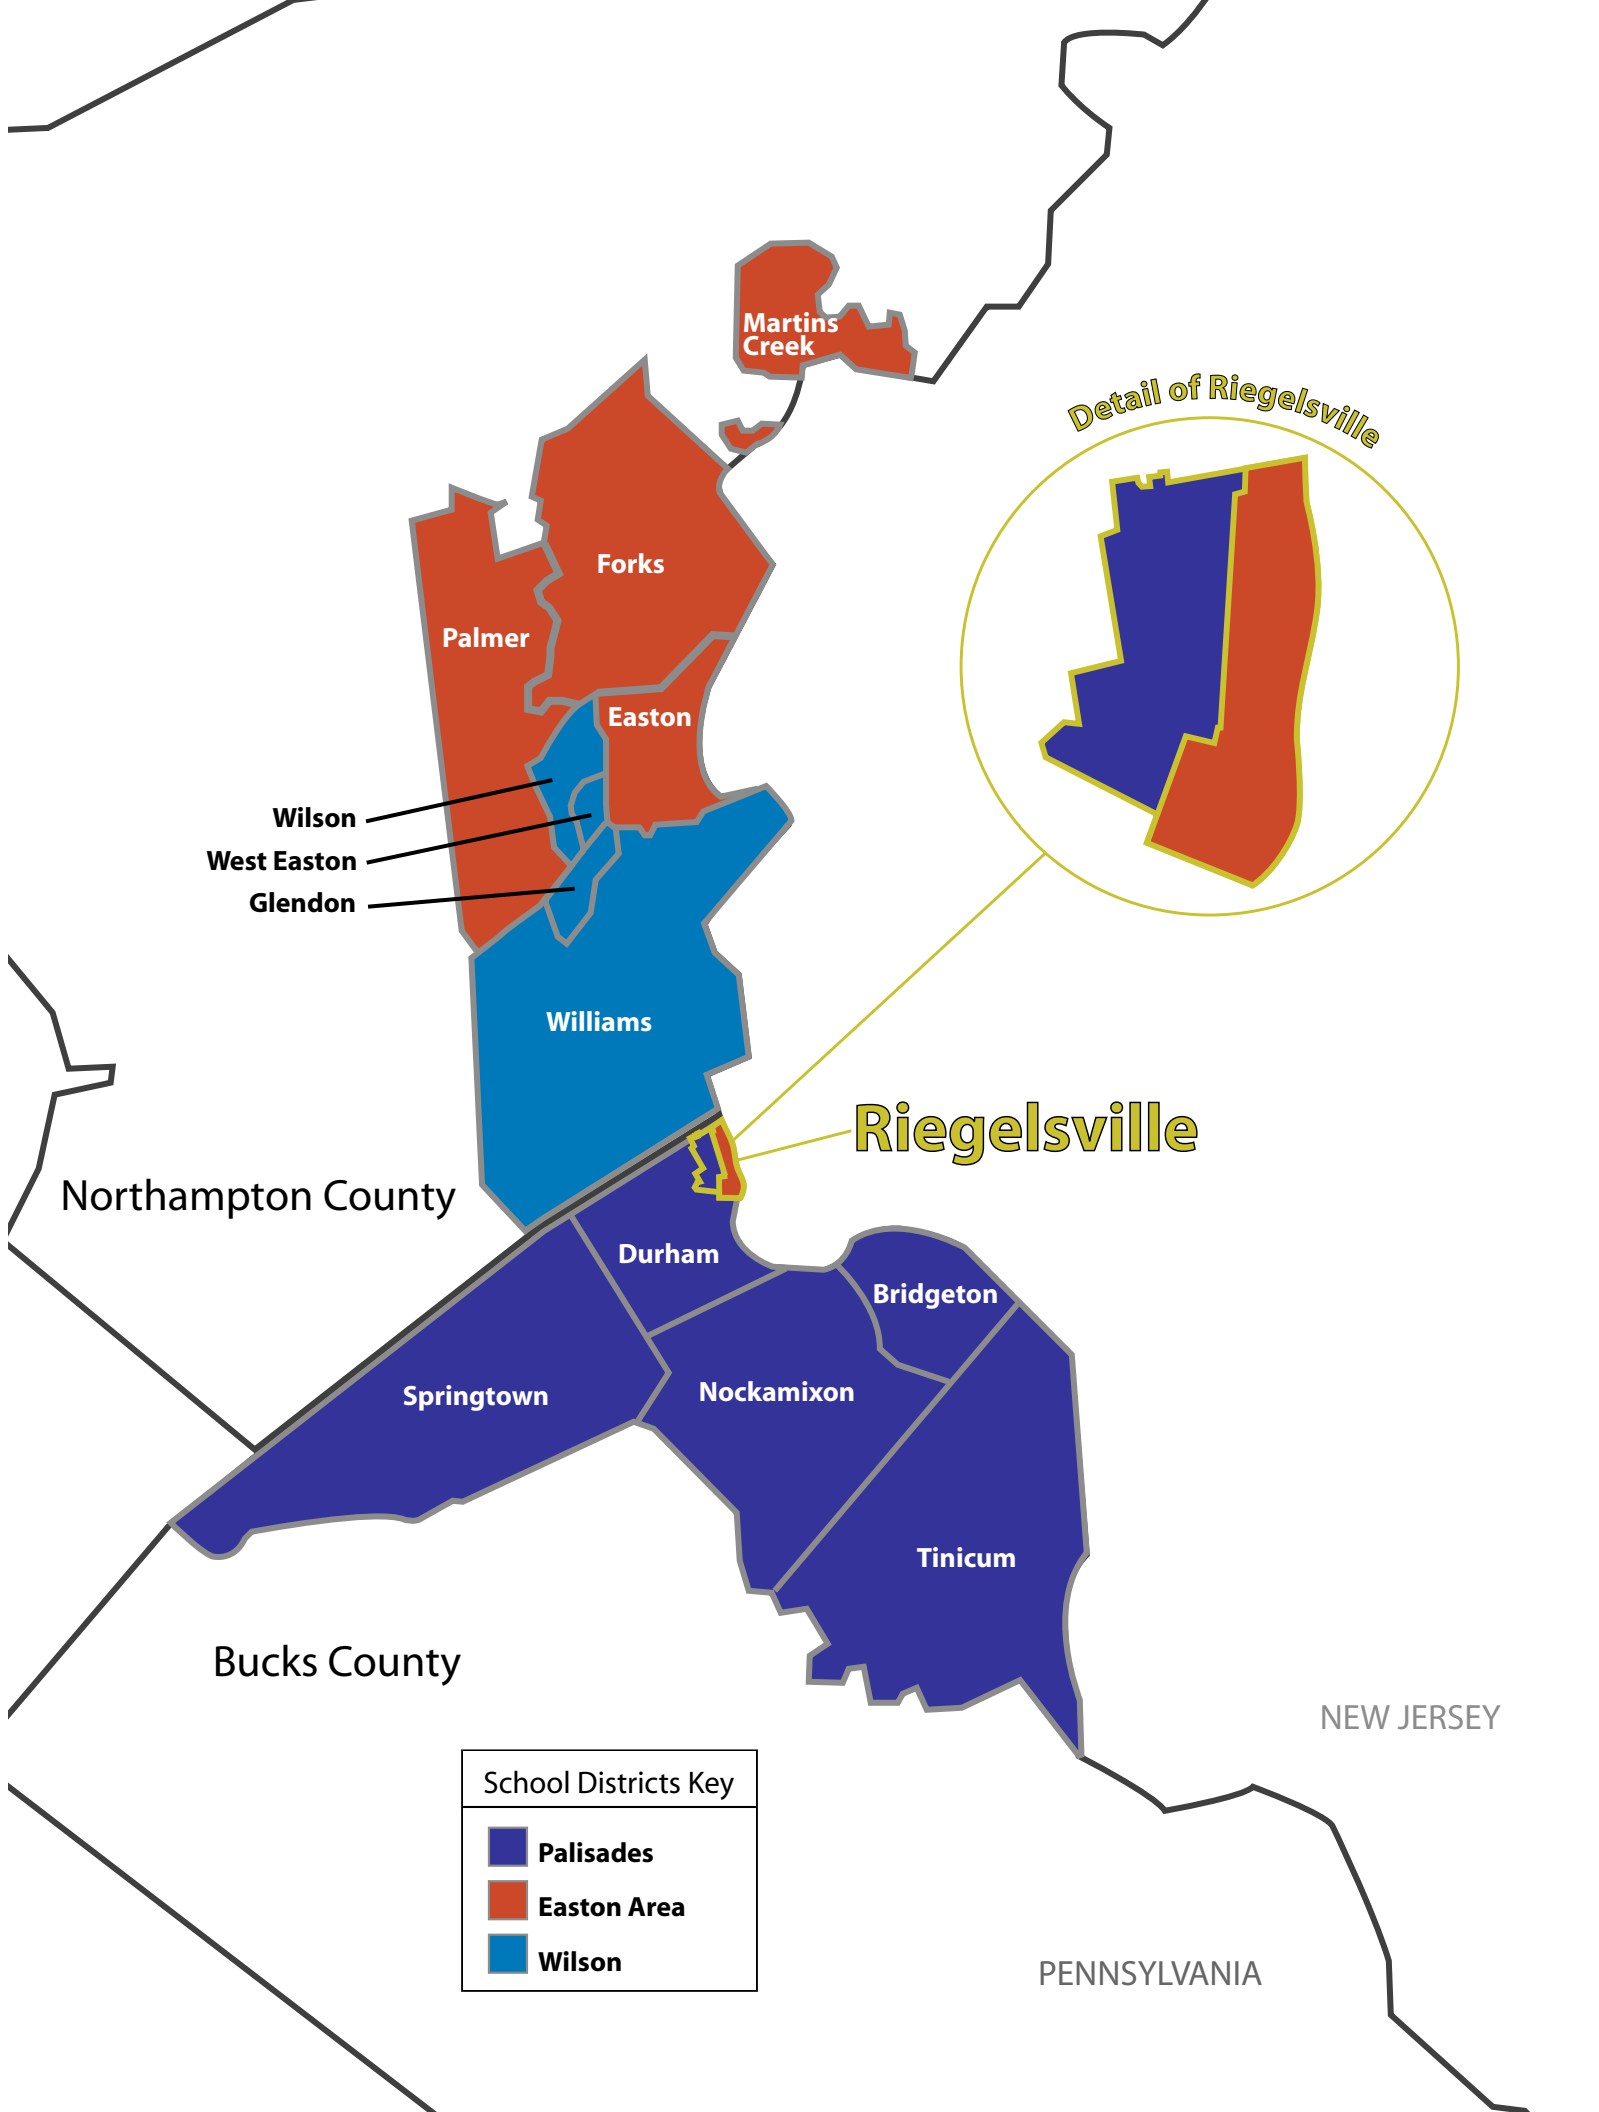 Martins
Creek
Detail of Riegelsville
Forks
Palmer
Easton
Wilson
West Easton
Glendon
Williams
Riegelsville
Northampton County
Durham
Bridgeton
Springtown
Nockamixon
Tinicum
Bucks County
NEW JERSEY
School Districts Key
Palisades
Easton Area
Wilson
PENNSYLVANIA